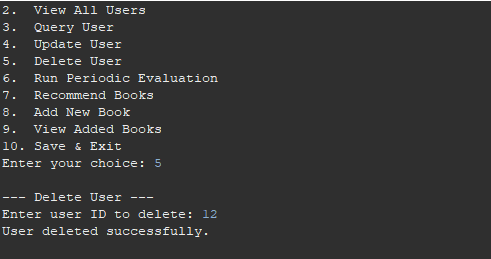 2.  View All Users
3.  Query User
4.  Update User
5.  Delete User
6.  Run Periodic Evaluation
7.  Recommend Books
8.  Add New Book
9.  View Added Books
10. Save & Exit
Enter your choice: 5

--- Delete User ---
Enter user ID to delete: 12
User deleted successfully.